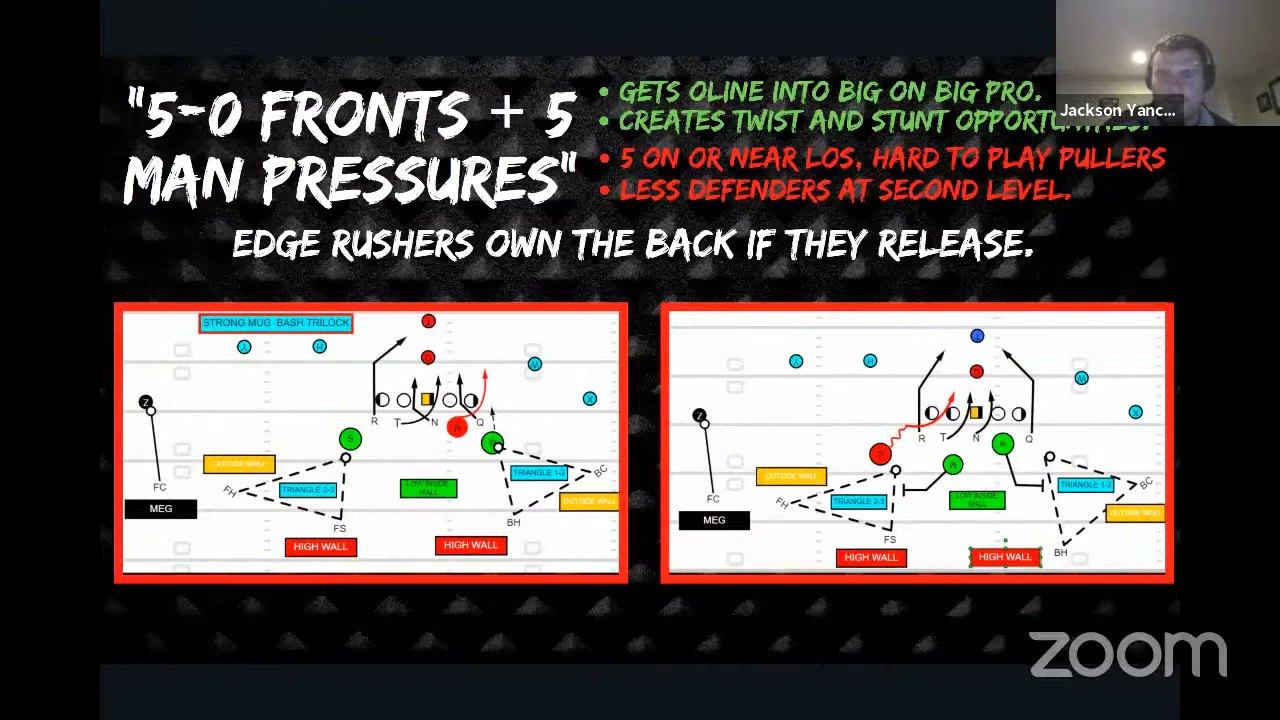 "5-0 FRONTS + 5
MAN PRESSURES"
• GETS OLINE INTO BIG ON BIG PRO.
• CREATES TWIST AND STUNT
• 5 ON OR NEAR LOS, HARD TO PLAY PULLERS
• LESS DEFENDERS AT SECOND LEVEL.
Jackson Yanc...
EDGE RUSHERS OWN THE BACK IF THEY RELEASE.
STRONG MUG BASH TRILOCK
T
Y
H
Q
W
X
Z
R
T
N
Q
M
S
W
OUTSIDE WALL
FH
TRIANGLE 2-3
LOW INSIDE
WALL
TRIANGLE 1-2
BC
OUTSIDE WALL
FC
MEG
FS
BH
HIGH WALL
HIGH WALL
T
Y
H
Q
W
X
Z
R
T
N
Q
S
M
W
OUTSIDE WALL
FH
TRIANGLE 2-3
LOW INSIDE
WALL
TRIANGLE 1-2
BC
OUTSIDE WALL
FC
MEG
FS
BH
HIGH WALL
HIGH WALL
zoom